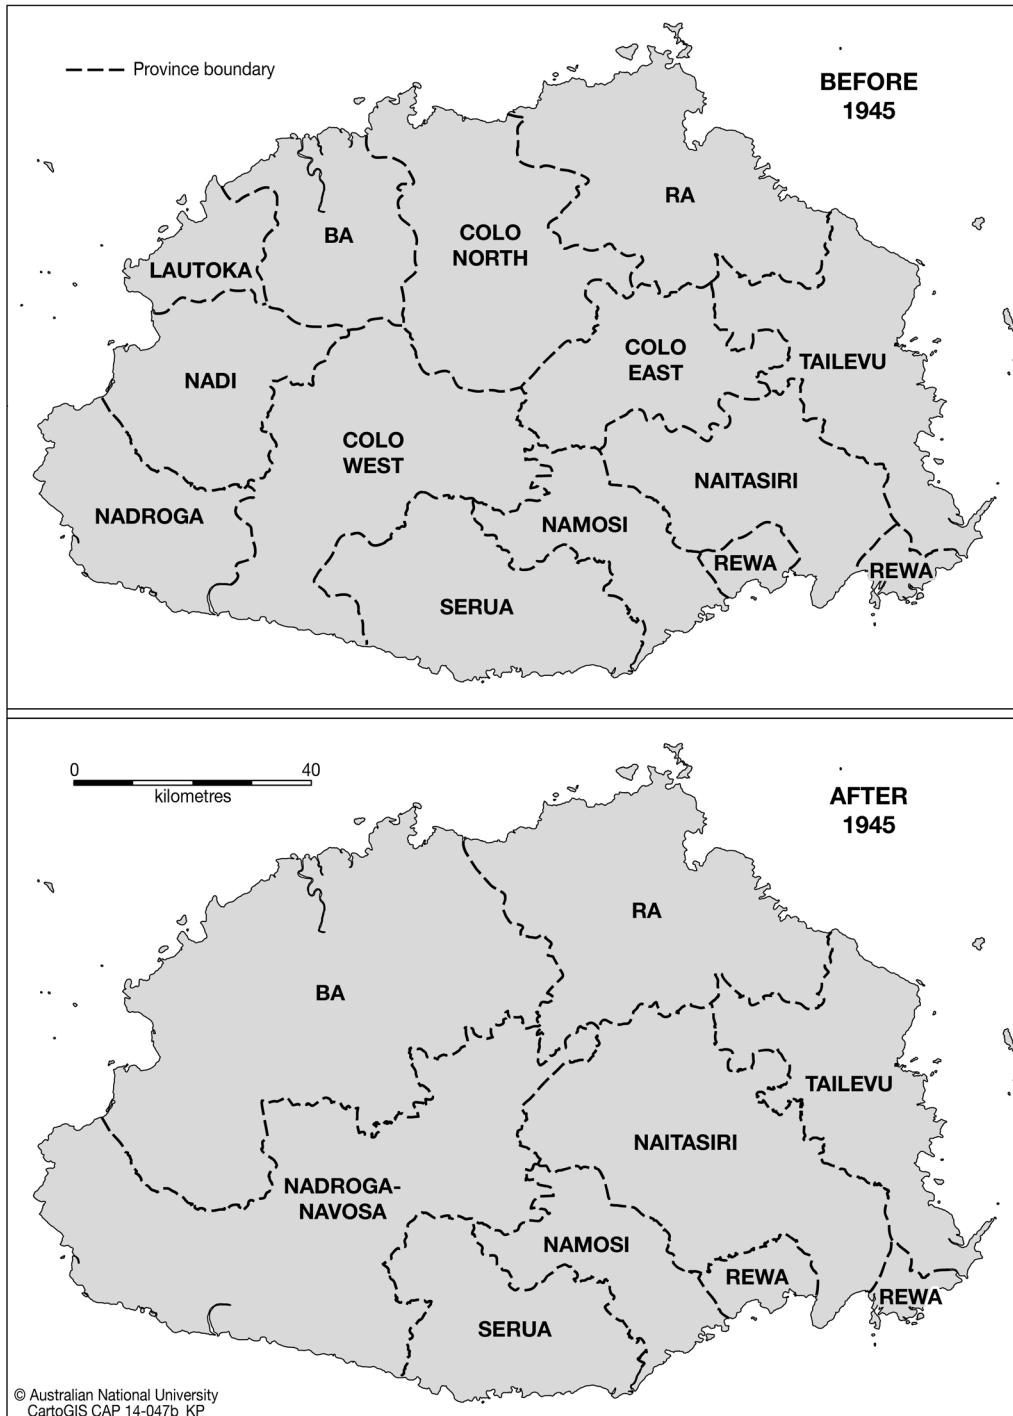 Province boundary
BEFORE
1945
RA
COLO
NORTH
BA
LAUTOKA
COLO
EAST
TAILEVU
NADI
COLO
WEST
NAITASIRI
NADROGA
NAMOSI
REWA
REWA
SERUA
0 40
kilometres
AFTER
1945
RA
BA
TAILEVU
NAITASIRI
NADROGA-
NAVOSA
NAMOSI
REWA
REWA
SERUA
© Australian National University
CartoGIS CAP 14-047b_KP